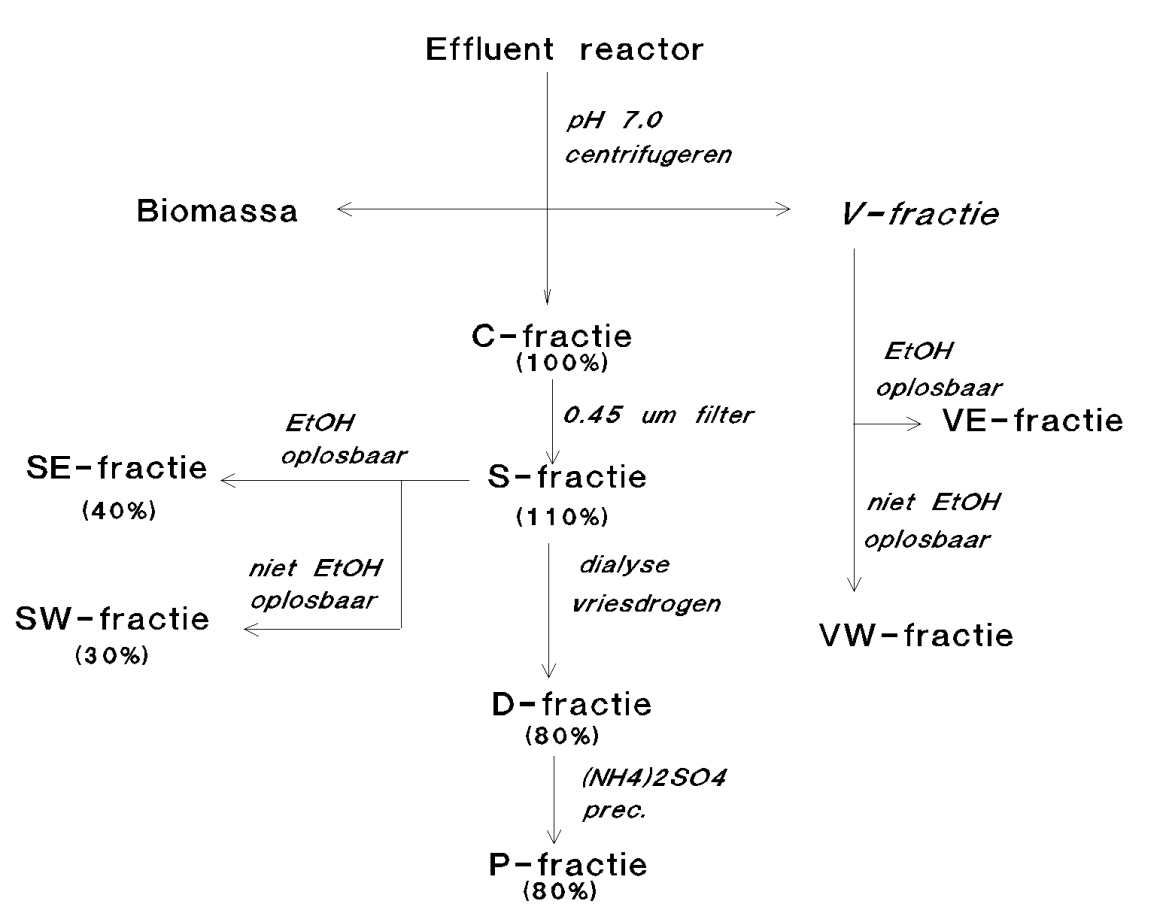 Effluent reactor
pH 7.0
centrifugeren
Biomassa
V-fractie
C-fractie
(100%)
EtOH
oplosbaar
0.45 um filter
VE-fractie
EtOH
oplosbaar
SE-fractie
(40%)
S-fractie
(110%)
niet EtOH
oplosbaar
niet EtOH
oplosbaar
dialyse
vriesdrogen
SW-fractie
(30%)
VW-fractie
D-fractie
(80%)
(NH4)2SO4
prec.
P-fractie
(80%)